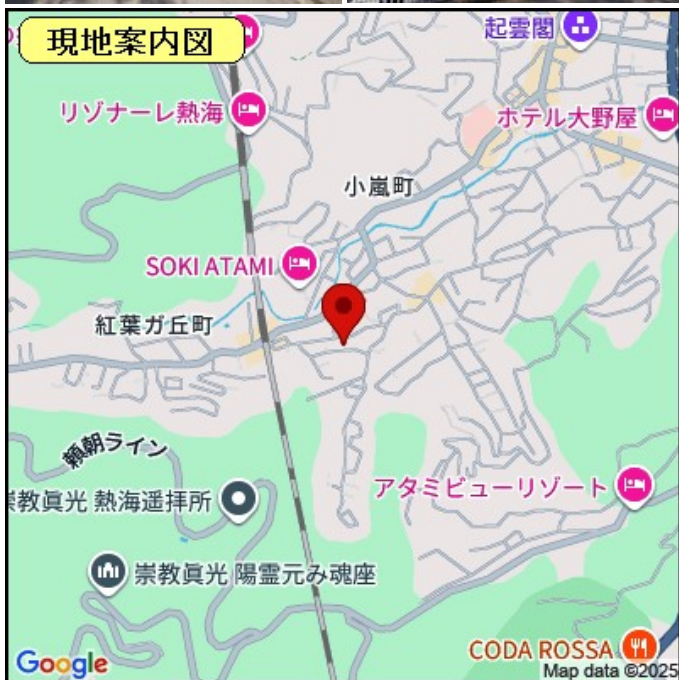 現地案内図
起雲閣
リゾナーレ熱海
ホテル大野屋
小嵐町
SOKI ATAMI
紅葉ガ丘町
頼朝ライン
アタミビューリゾート
崇教眞光 熱海遥拝所
崇教眞光 陽霊元み魂座
CODA ROSSA
Google
Map data ©2025